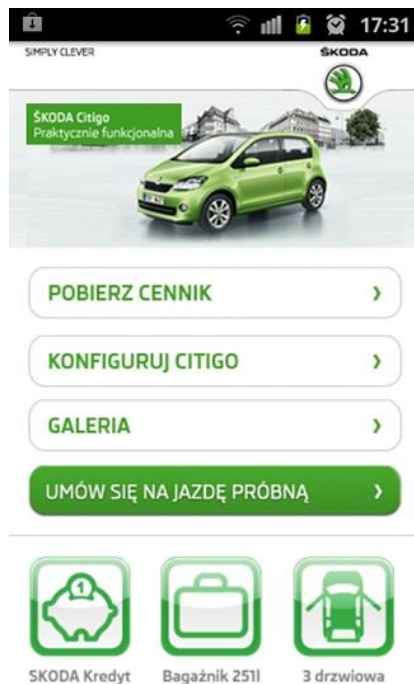 17:31
SIMPLY CLEVER
ŠKODA
ŠKODA Citigo
Praktycznie funkcjonalna
POBIERZ CENNIK
KONFIGURUJ CITIGO
GALERIA
UMÓW SIĘ NA JAZDĘ PRÓBNĄ
1
SKODA Kredyt
Bagażnik 251l
3 drzwiowa